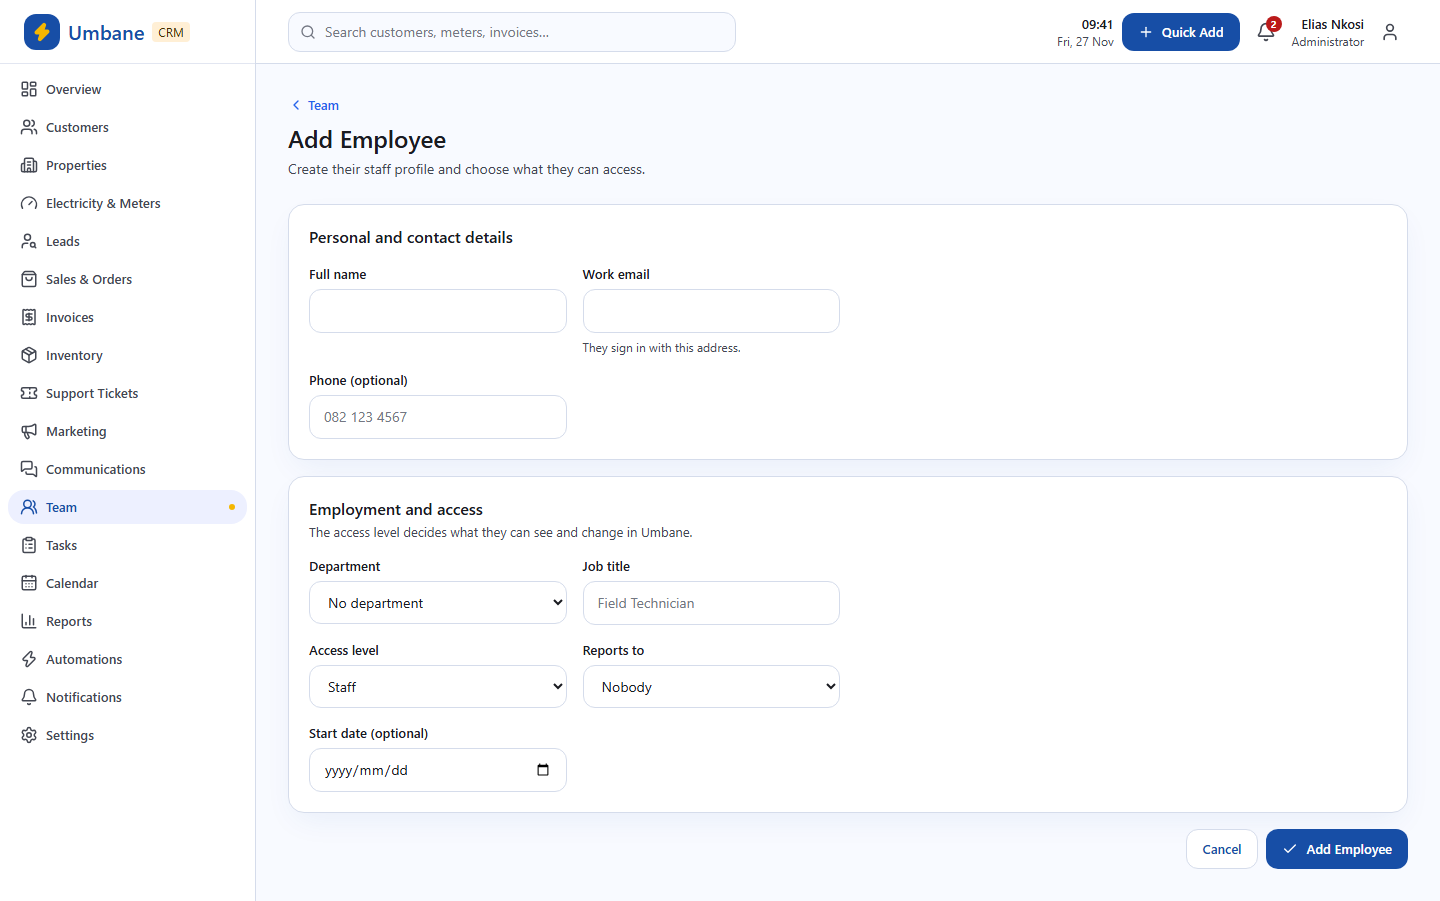 Umbane CRM
Search customers, meters, invoices...
09:41
Fri, 27 Nov
Quick Add
2
Elias Nkosi
Administrator
Overview
Customers
Properties
Electricity & Meters
Leads
Sales & Orders
Invoices
Inventory
Support Tickets
Marketing
Communications
Team
Tasks
Calendar
Reports
Automations
Notifications
Settings
Team
Add Employee
Create their staff profile and choose what they can access.
Personal and contact details
Full name
Work email
They sign in with this address.
Phone (optional)
082 123 4567
Employment and access
The access level decides what they can see and change in Umbane.
Department
Job title
No department
Field Technician
Access level
Reports to
Staff
Nobody
Start date (optional)
yyyy/mm/dd
Cancel
Add Employee